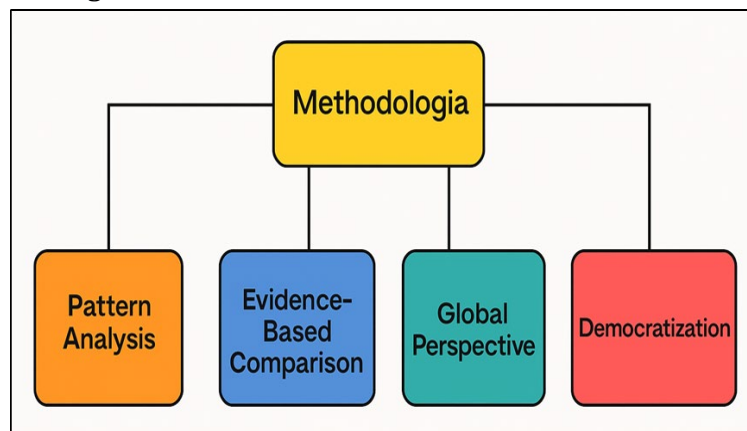 Methodologia
Pattern
Analysis
Evidence-
Based
Comparison
Global
Perspective
Democratization